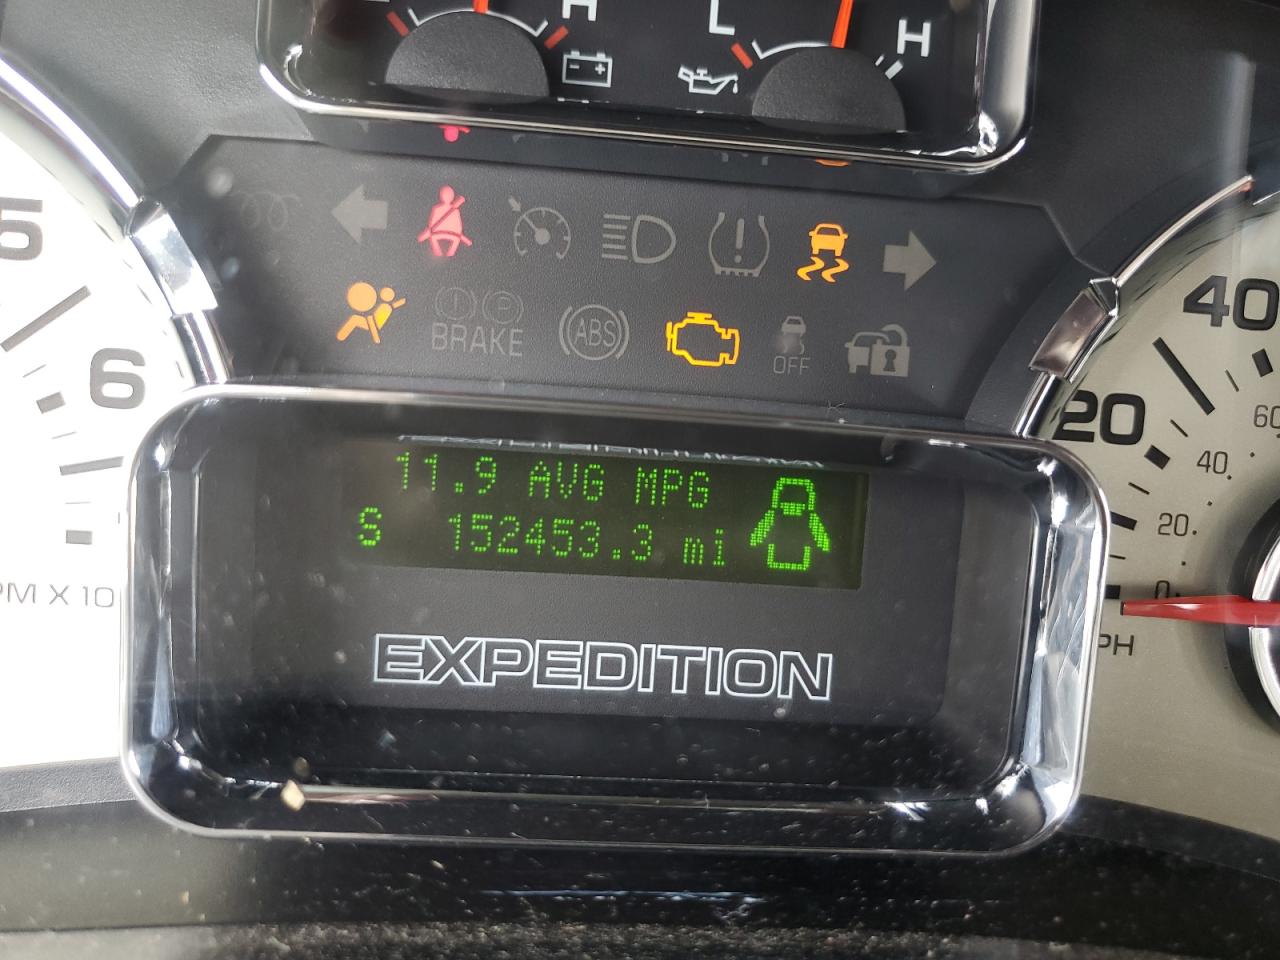 H
L
H
5
BRAKE
ABS
OFF
6
40
20
60
40
20
0
11.9 AVG MPG
S 152453.3 mi
PM X 10
PH
EXPEDITION